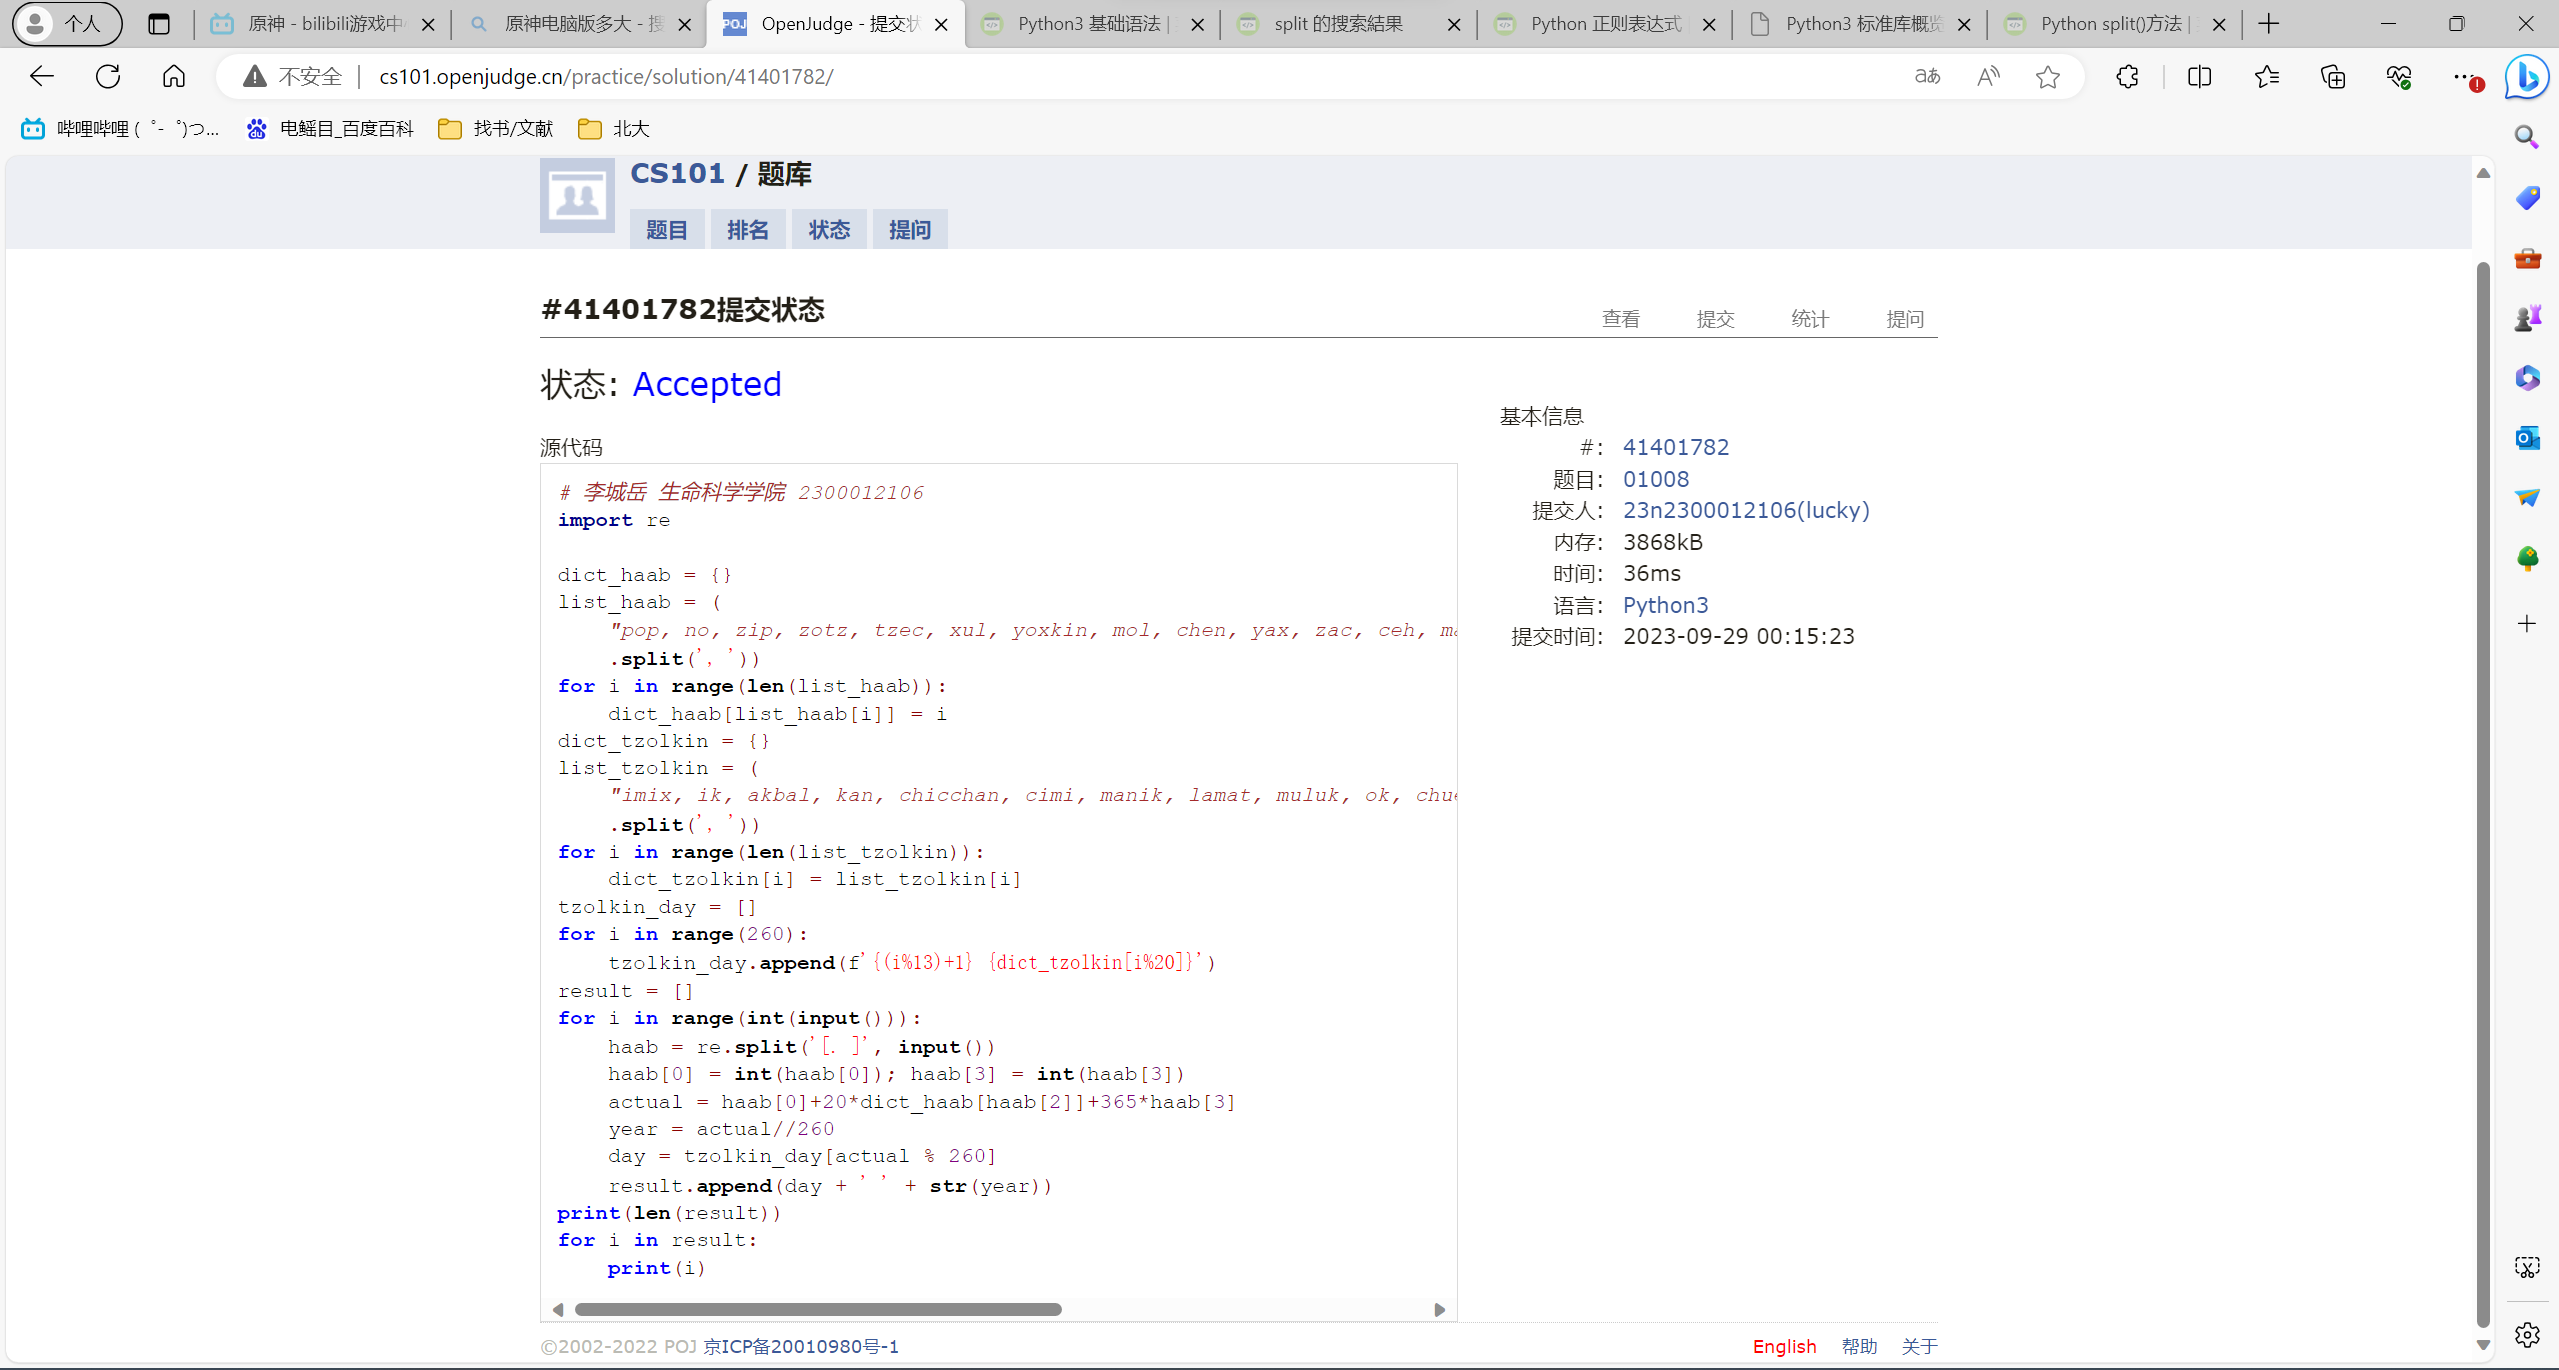 个人
原神 - bilibili游戏中
原神电脑版多大 - 搜
POJ OpenJudge - 提交状
Python3 基础语法 |
split 的搜索結果
Python 正则表达式
Python3 标准库概览
Python split()方法 |
不安全 | cs101.openjudge.cn/practice/solution/41401782/
哔哩哔哩 (゜-゜)つ...
电鳐目_百度百科
找书/文献
北大
CS101 / 题库
题目 排名 状态 提问
#41401782提交状态
查看 提交 统计 提问
状态: Accepted
源代码
# 李城岳 生命科学学院 2300012106
import re
dict_haab = {}
list_haab = (
"pop, no, zip, zotz, tzec, xul, yoxkin, mol, chen, yax, zac, ceh, ma
.split(', '))
for i in range(len(list_haab)):
dict_haab[list_haab[i]] = i
dict_tzolkin = {}
list_tzolkin = (
"imix, ik, akbal, kan, chicchan, cimi, manik, lamat, muluk, ok, chue
.split(', '))
for i in range(len(list_tzolkin)):
dict_tzolkin[i] = list_tzolkin[i]
tzolkin_day = []
for i in range(260):
tzolkin_day.append(f'{(i%13)+1} {dict_tzolkin[i%20]}')
result = []
for i in range(int(input())):
haab = re.split('[. ]', input())
haab[0] = int(haab[0]); haab[3] = int(haab[3])
actual = haab[0]+20*dict_haab[haab[2]]+365*haab[3]
year = actual//260
day = tzolkin_day[actual % 260]
result.append(day + ' ' + str(year))
print(len(result))
for i in result:
print(i)
基本信息
#: 41401782
题目: 01008
提交人: 23n2300012106(lucky)
内存: 3868kB
时间: 36ms
语言: Python3
提交时间: 2023-09-29 00:15:23
©2002-2022 POJ 京ICP备20010980号-1
English 帮助 关于